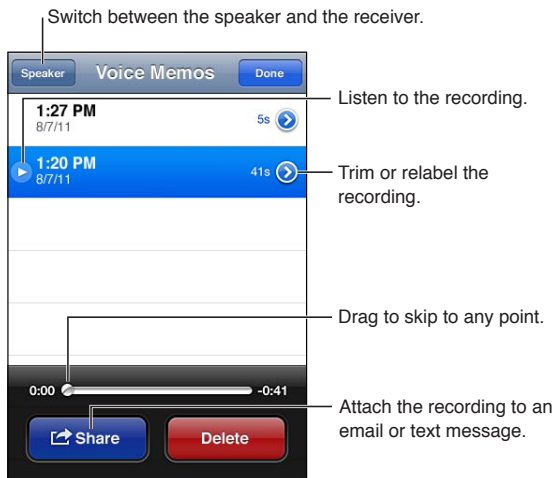 Switch between the speaker and the receiver.
Speaker
Voice Memos
Done
1:27 PM
8/7/11
5s
Listen to the recording.
1:20 PM
8/7/11
41s
Trim or relabel the
recording.
Drag to skip to any point.
0:00
-0:41
Share
Delete
Attach the recording to an
email or text message.